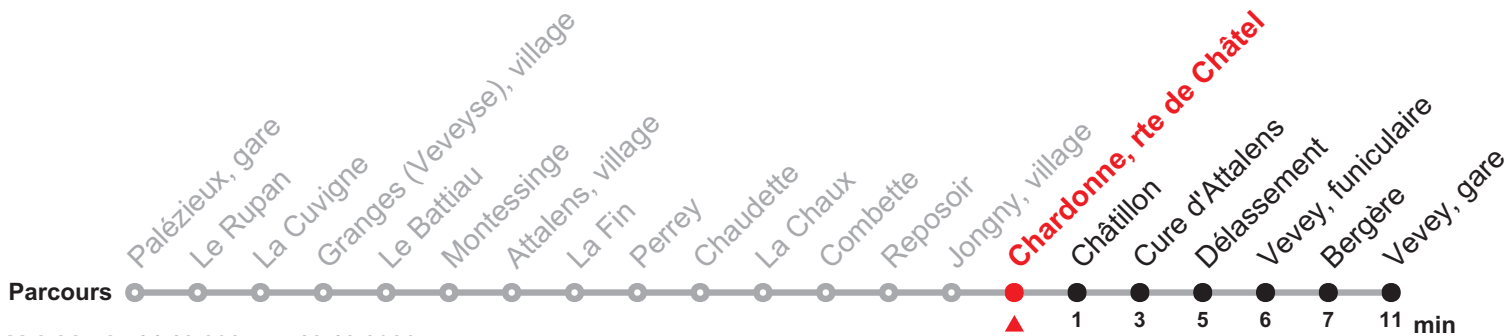 Palézieux, gare
Le Rupan
La Cuvigne
Granges (Veveyse), village
Le Battiau
Montessinge
Attalens, village
La Fin
Perrey
Chaudette
La Chaux
Combette
Reposoir
Jongny, village
Chardonne, rte de Châtel
Châtillon
Cure d'Attalens
Délassement
Vevey, funiculaire
Bergère
Vevey, gare
Parcours
1 3 5 6 7 11 min